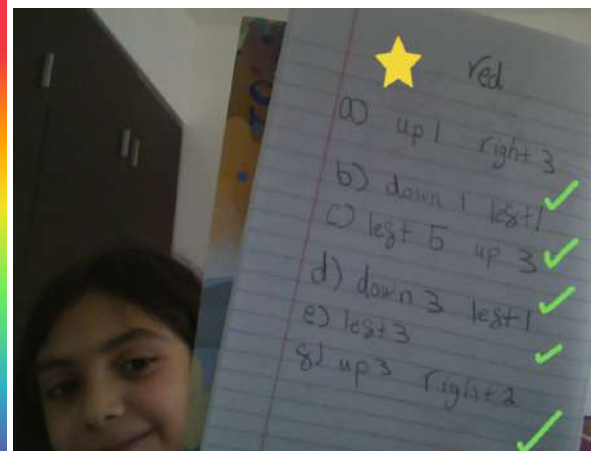 red
a) up 1 right 3
b) down 1 left 1
c) left 5 up 3
d) down 3 left 1
e) left 3
f) up 3 right 2